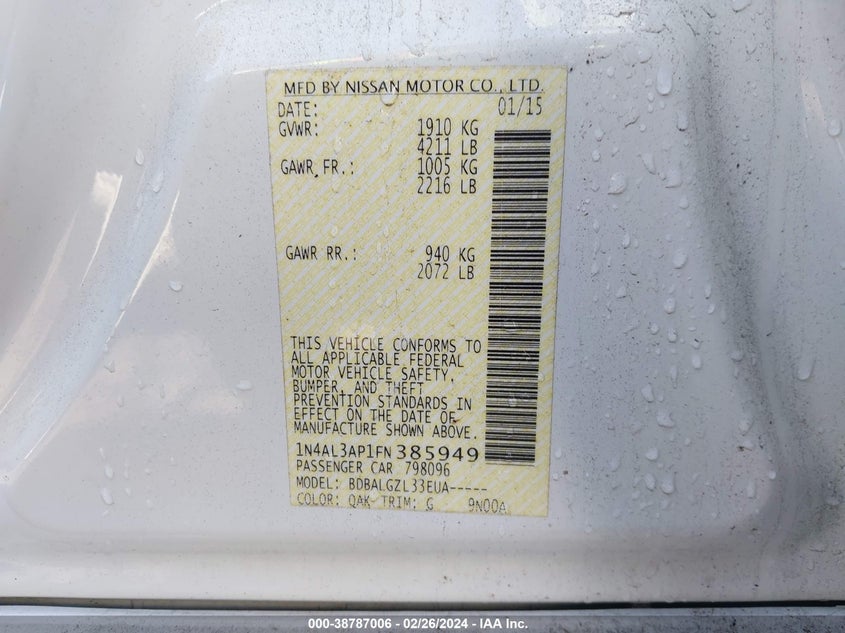 MFD BY NISSAN MOTOR CO., LTD.
DATE: 01/15
GVWR: 1910 KG
4211 LB
GAWR FR.: 1005 KG
2216 LB
GAWR RR.: 940 KG
2072 LB
THIS VEHICLE CONFORMS TO
ALL APPLICABLE FEDERAL
MOTOR VEHICLE SAFETY,
BUMPER, AND THEFT
PREVENTION STANDARDS IN
EFFECT ON THE DATE OF
MANUFACTURE SHOWN ABOVE.
1N4AL3AP1FN 385949
PASSENGER CAR 798096
MODEL: BDBALGZL33EUA-----
COLOR: QAK TRIM: G 9N00A
000-38787006 - 02/26/2024 - IAA Inc.